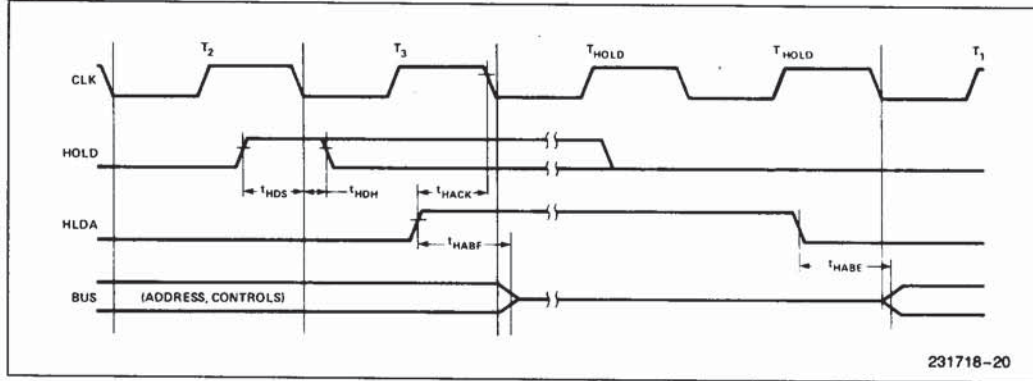 T2 T3 THOLD THOLD T1
CLK
HOLD
tHDS tHDH tHACK
HLDA
tHABF
tHABE
BUS (ADDRESS, CONTROLS)
231718-20